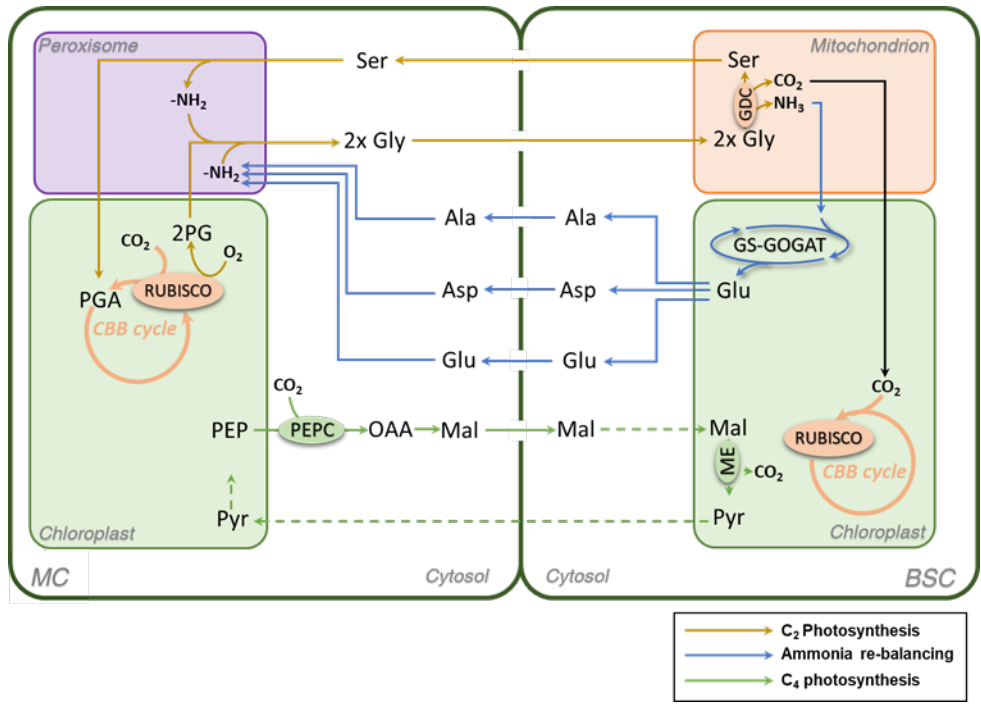 Peroxisome
Mitochondrion
Ser
Ser
-NH2
GDC
CO2
NH3
2x Gly
2x Gly
-NH2
Ala
Ala
CO2
2PG
O2
GS-GOGAT
PGA
RUBISCO
Asp
Asp
Glu
CBB cycle
Glu
Glu
CO2
CO2
PEP
PEPC
OAA
Mal
Mal
Mal
RUBISCO
ME
CO2
CBB cycle
Pyr
Pyr
Chloroplast
Chloroplast
MC
Cytosol
Cytosol
BSC
C2 Photosynthesis
Ammonia re-balancing
C4 photosynthesis